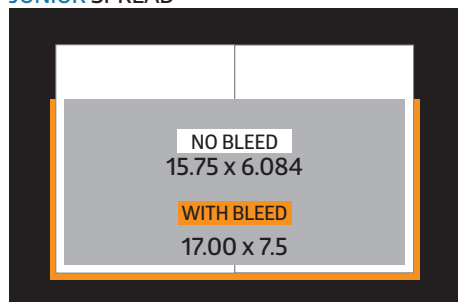 JUNIOR SPREAD
NO BLEED
15.75 x 6.084
WITH BLEED
17.00 x 7.5